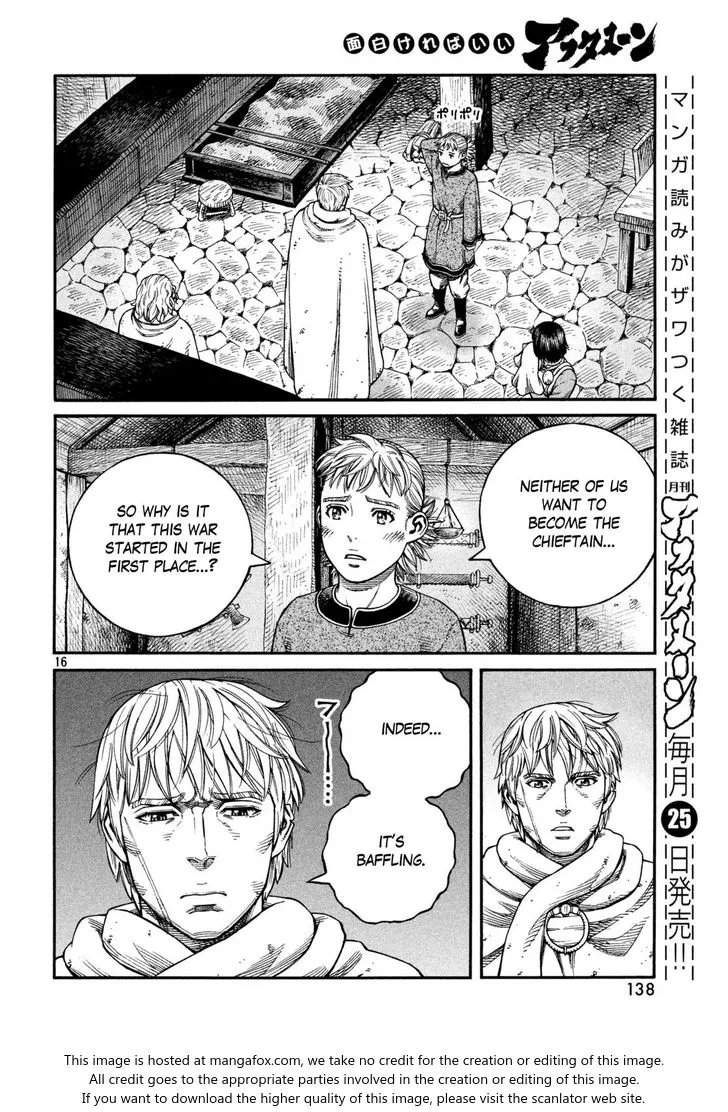 面白ければいい アフタヌーン
ポリポリ
マンガ読みがザワつく雑誌 月刊アフタヌーン 毎月25日発売!!!
NEITHER OF US
WANT TO
BECOME THE
CHIEFTAIN...
SO WHY IS IT
THAT THIS WAR
STARTED IN THE
FIRST PLACE...?
16
INDEED...
フーー……
IT'S
BAFFLING.
138
This image is hosted at mangafox.com, we take no credit for the creation or editing of this image.
All credit goes to the appropriate parties involved in the creation or editing of this image.
If you want to download the higher quality of this image, please visit the scanlator web site.